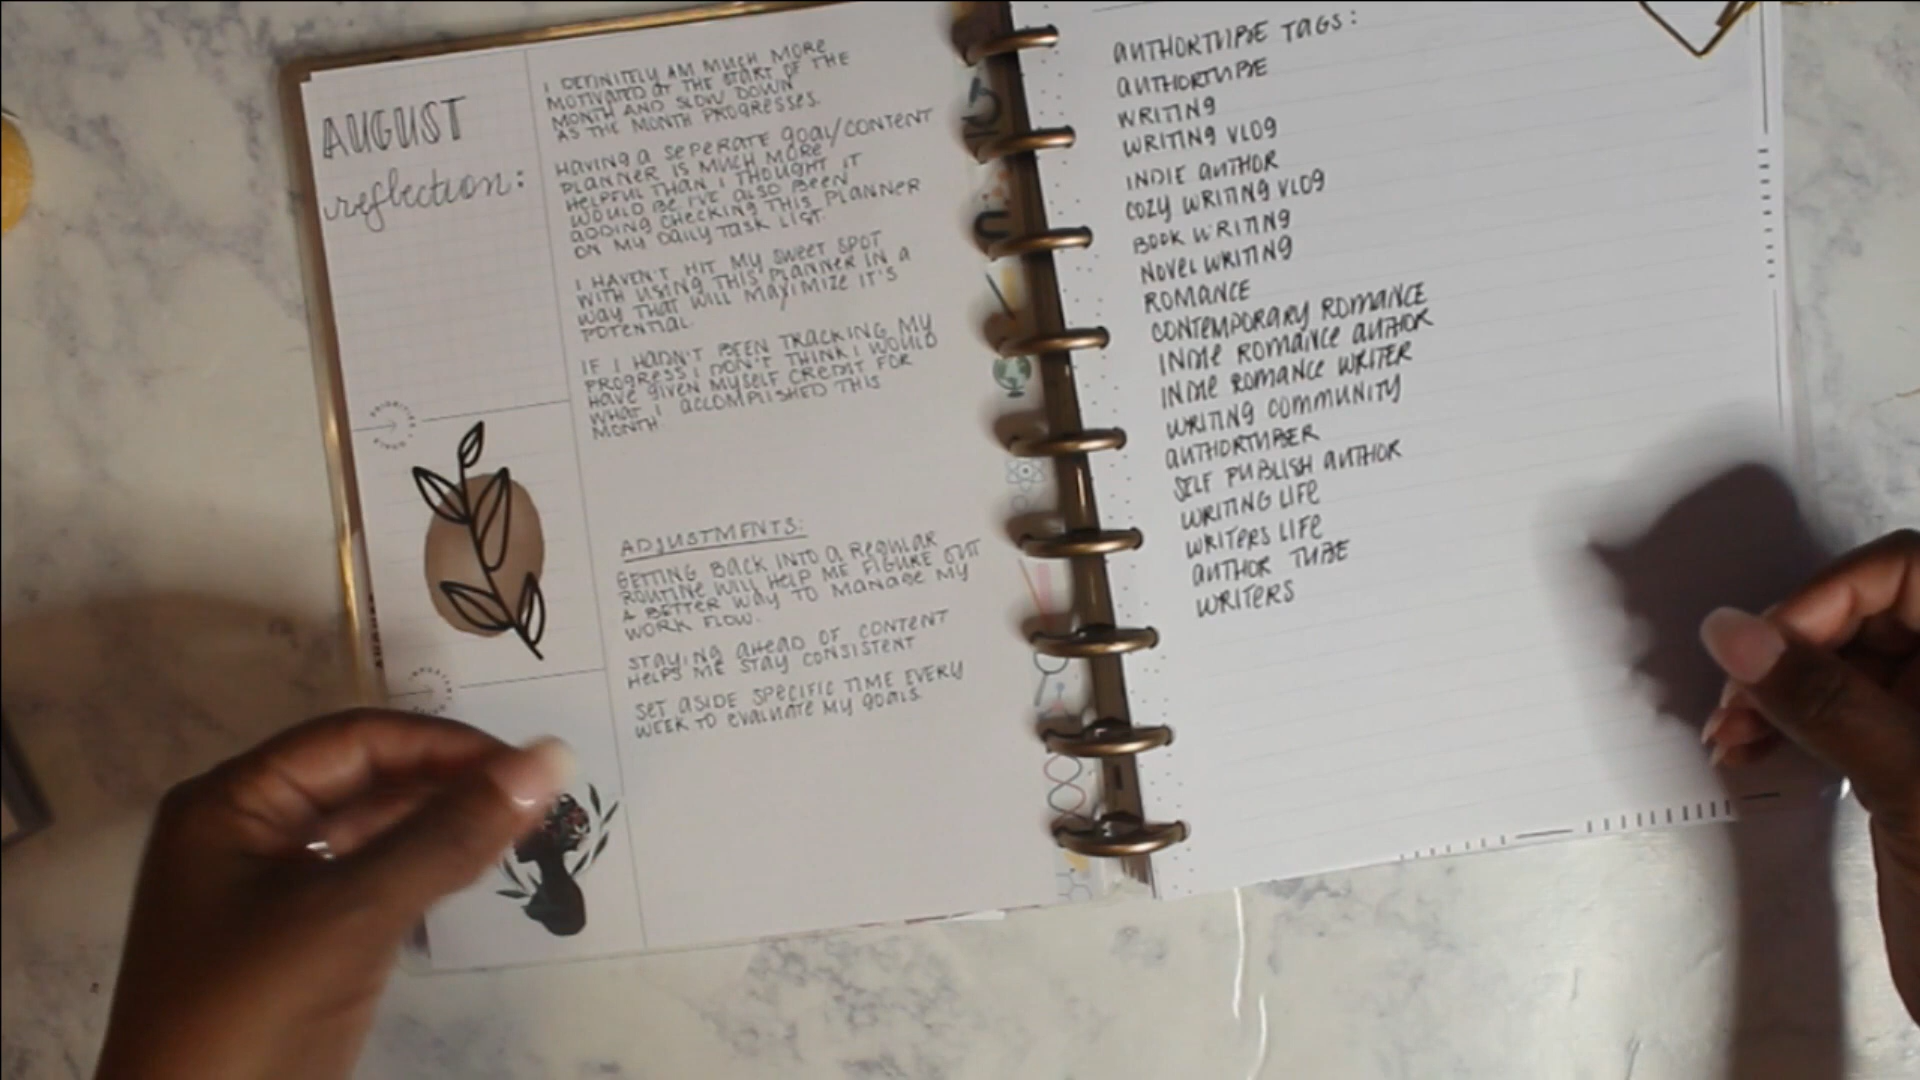 AUGUST
reflection:
I DEFINITELY AM MUCH MORE
MOTIVATED AT THE START OF THE
MONTH AND SLOW DOWN
AS THE MONTH PROGRESSES.
HAVING A SEPERATE GOAL/CONTENT
PLANNER IS MUCH MORE
HELPFUL THAN I THOUGHT IT
WOULD BE. I'VE ALSO BEEN
ADDING CHECKING THIS PLANNER
ON MY DAILY TASK LIST.
I HAVEN'T HIT MY SWEET SPOT
WITH USING THIS PLANNER IN A
WAY THAT WILL MAXIMIZE IT'S
POTENTIAL.
IF I HADN'T BEEN TRACKING MY
PROGRESS I DON'T THINK I WOULD
HAVE GIVEN MYSELF CREDIT FOR
WHAT I ACCOMPLISHED THIS
MONTH
ADJUSTMENTS:
GETTING BACK INTO A REGULAR
ROUTINE WILL HELP ME FIGURE OUT
A BETTER WAY TO MANAGE MY
WORK FLOW.
STAYING AHEAD OF CONTENT
HELPS ME STAY CONSISTENT
SET ASIDE SPECIFIC TIME EVERY
WEEK TO EVALUATE MY GOALS.
AUTHORTUBE TAGS:
AUTHORTUBE
WRITING
WRITING VLOG
INDIE AUTHOR
COZY WRITING VLOG
BOOK WRITING
NOVEL WRITING
ROMANCE
CONTEMPORARY ROMANCE
INDIE ROMANCE AUTHOR
INDIE ROMANCE WRITER
WRITING COMMUNITY
AUTHORTUBER
SELF PUBLISH AUTHOR
WRITING LIFE
WRITERS LIFE
AUTHOR TUBE
WRITERS